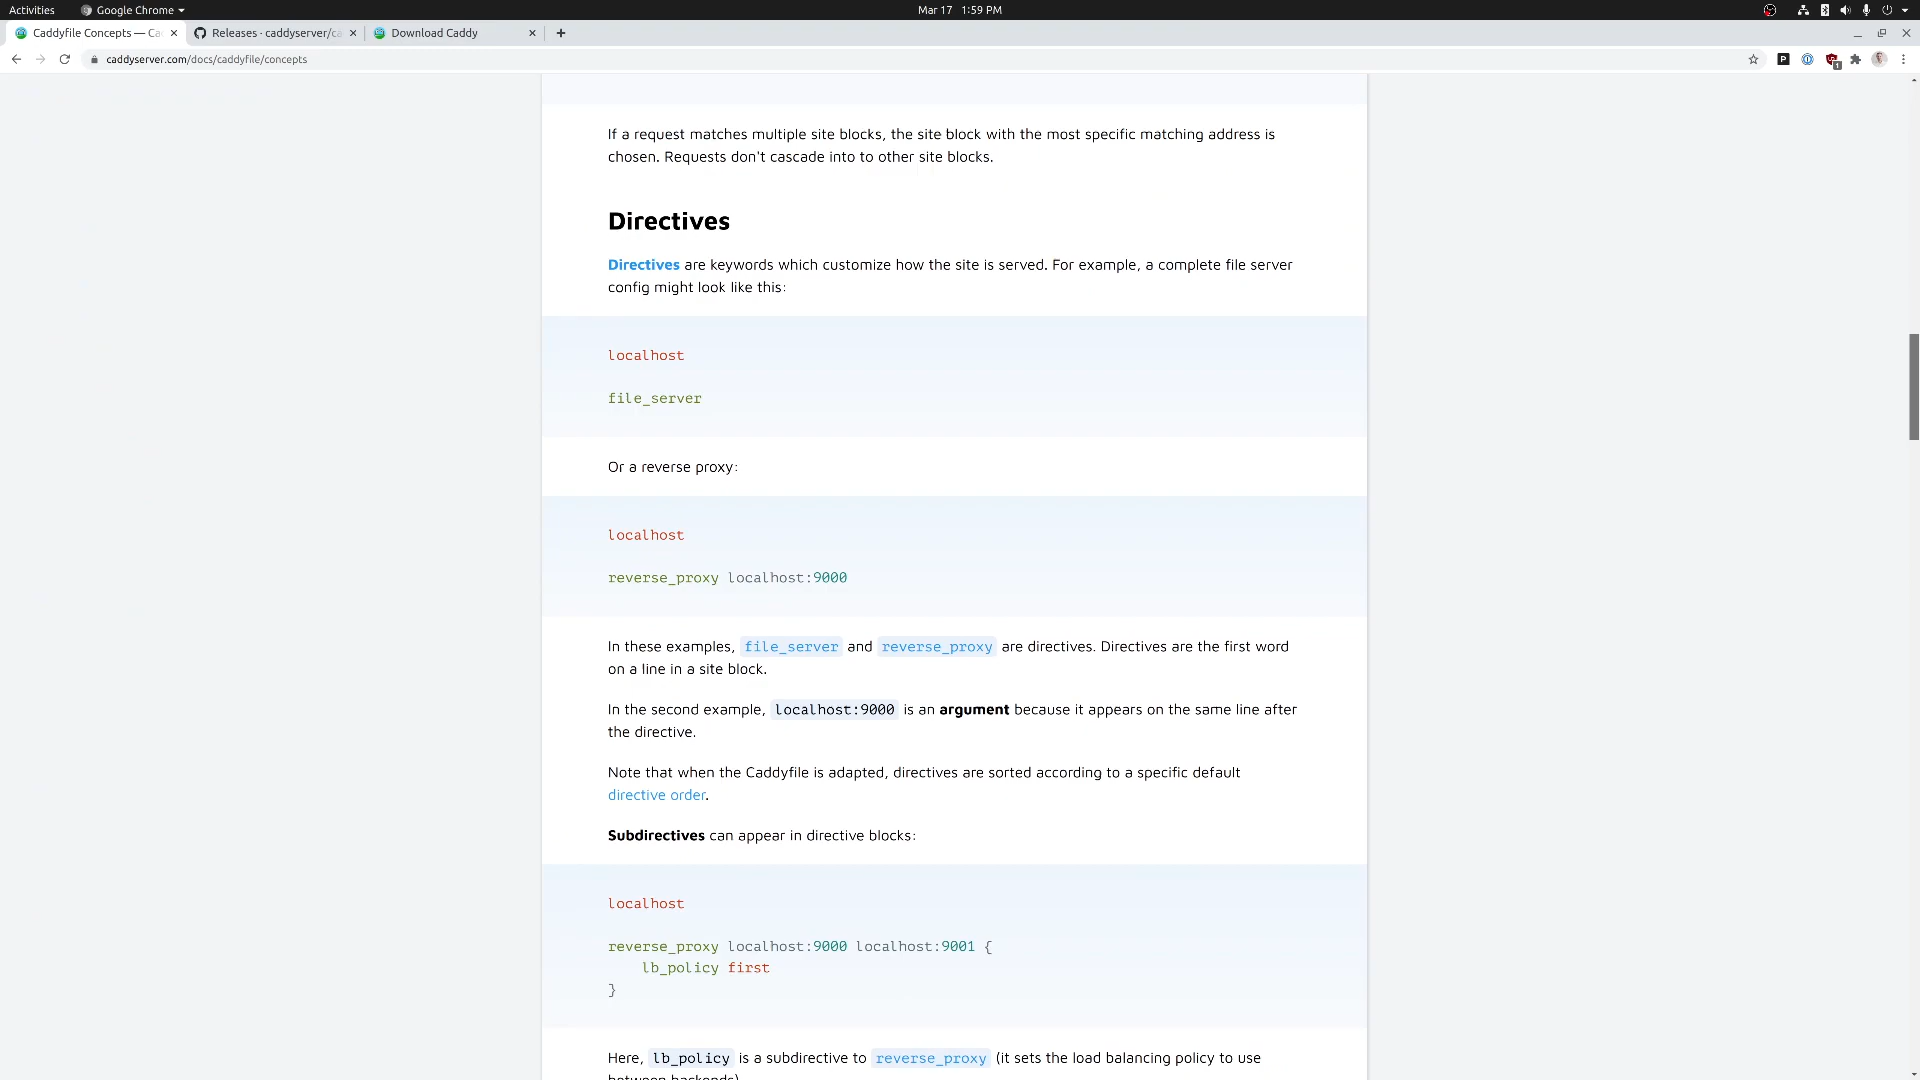 Activities
Google Chrome
Mar 17 1:59 PM
Caddyfile Concepts — Ca
Releases · caddyserver/ca
Download Caddy
caddyserver.com/docs/caddyfile/concepts
If a request matches multiple site blocks, the site block with the most specific matching address is
chosen. Requests don't cascade into to other site blocks.
Directives
Directives are keywords which customize how the site is served. For example, a complete file server
config might look like this:
localhost
file_server
Or a reverse proxy:
localhost
reverse_proxy localhost:9000
In these examples, file_server and reverse_proxy are directives. Directives are the first word
on a line in a site block.
In the second example, localhost:9000 is an argument because it appears on the same line after
the directive.
Note that when the Caddyfile is adapted, directives are sorted according to a specific default
directive order.
Subdirectives can appear in directive blocks:
localhost
reverse_proxy localhost:9000 localhost:9001 {
lb_policy first
}
Here, lb_policy is a subdirective to reverse_proxy (it sets the load balancing policy to use
between backends)